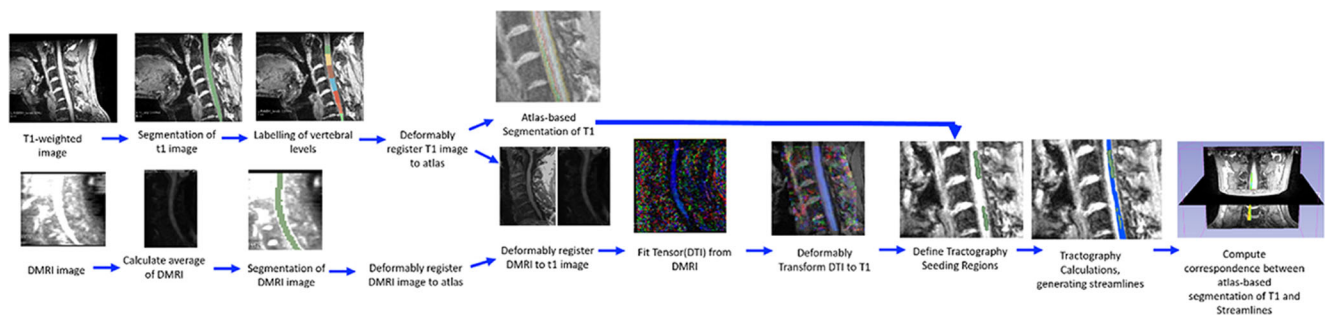 T1-weighted
image
Segmentation of
t1 image
Labelling of vertebral
levels
Deformably
register T1 image
to atlas
Atlas-based
Segmentation of T1
DMRI image
Calculate average
of DMRI
Segmentation of
DMRI image
Deformably register
DMRI image to atlas
Deformably register
DMRI to t1 image
Fit Tensor(DTI) from
DMRI
Deformably
Transform DTI to T1
Define Tractography
Seeding Regions
Tractography
Calculations,
generating streamlines
Compute
correspondence between
atlas-based
segmentation of T1 and
Streamlines